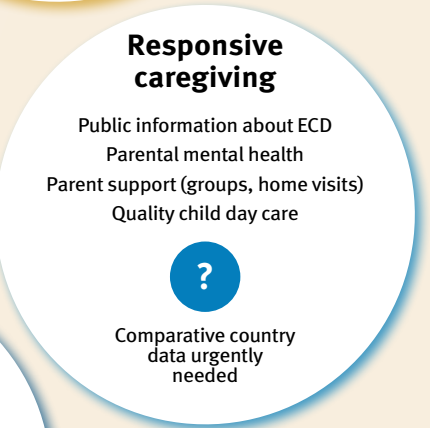 Responsive
caregiving
Public information about ECD
Parental mental health
Parent support (groups, home visits)
Quality child day care
?
Comparative country
data urgently
needed